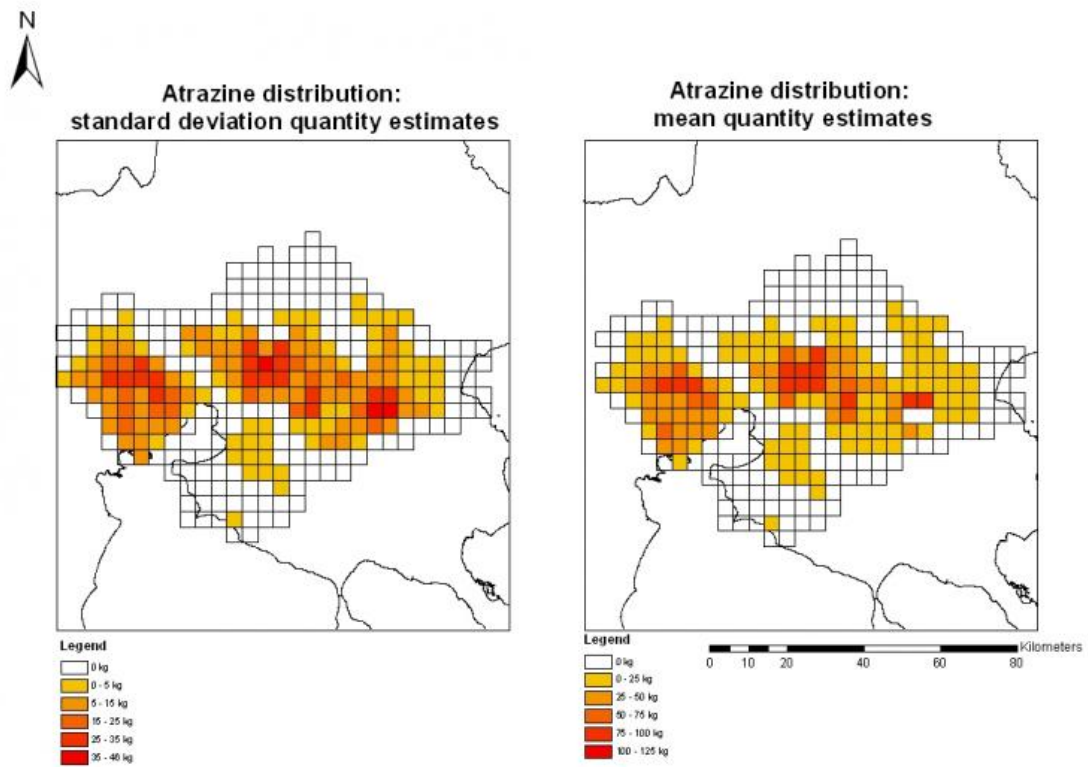 N
Atrazine distribution:
standard deviation quantity estimates
Atrazine distribution:
mean quantity estimates
Legend
0 kg
0 - 5 kg
5 - 15 kg
15 - 25 kg
25 - 35 kg
35 - 46 kg
Legend
0 kg
0 - 25 kg
25 - 50 kg
50 - 75 kg
75 - 100 kg
100 - 125 kg
Kilometers
0 10 20 40 60 80